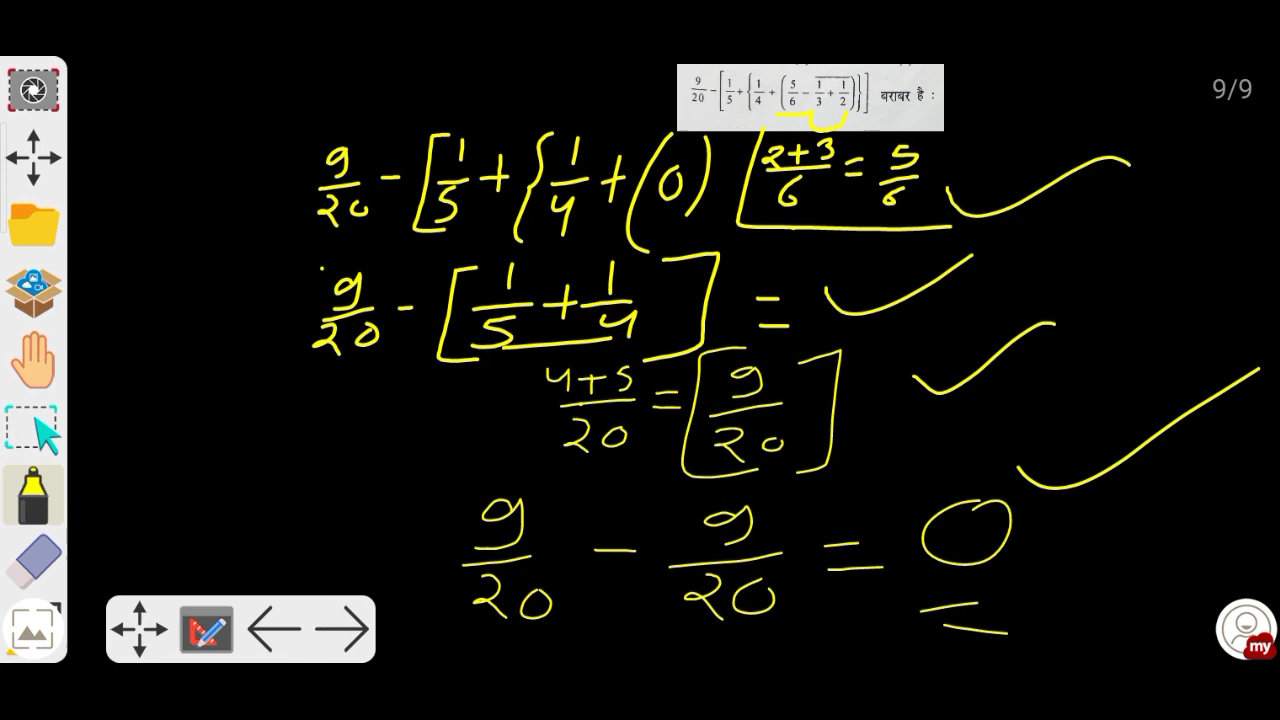 9/9
9/20 - [1/5 + {1/4 + (5/6 - 1/3 + 1/2)}] बराबर है :
9/20 - [1/5 + {1/4 + (0) [2+3/6 = 5/6
9/20 - [1/5 + 1/4] =
4+5/20 = [9/20]
9/20 - 9/20 = 0
my